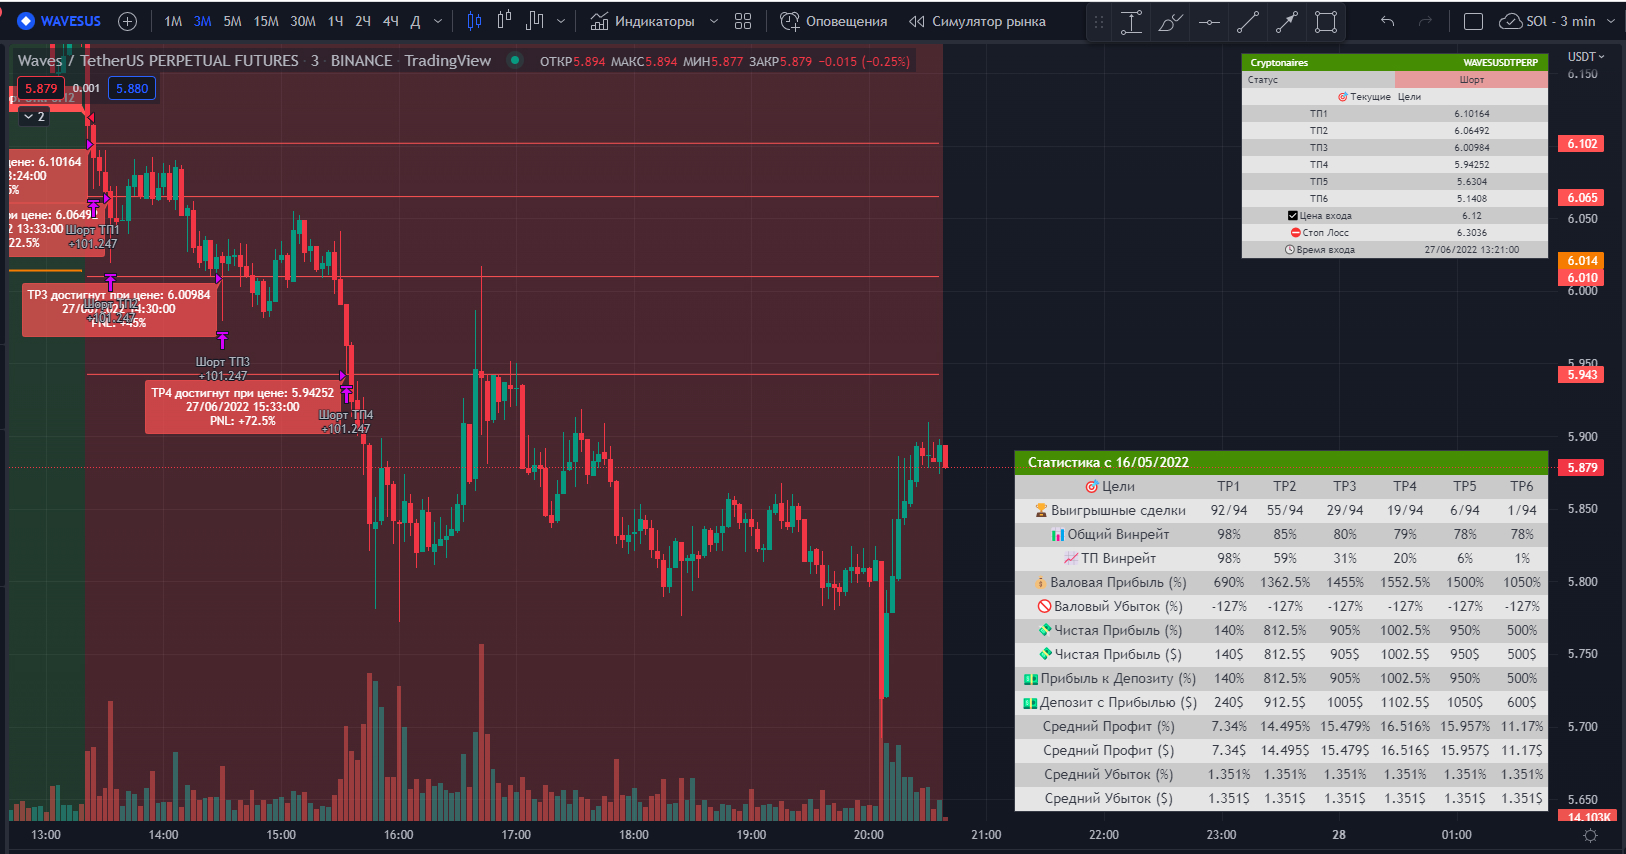 WAVESUS 1М 3М 5М 15М 30М 1Ч 2Ч 4Ч Д Индикаторы Оповещения Симулятор рынка SOL - 3 min
Waves / TetherUS PERPETUAL FUTURES · 3 · BINANCE · TradingView ОТКР5.894 МАКС5.894 МИН5.877 ЗАКР5.879 −0.015 (−0.25%)
5.879 0.001 5.880
2
цене: 6.10164
3:24:00
5%
ри цене: 6.06492
2 13:33:00
22.5%
Шорт ТП1
+101.247
TP3 достигнут при цене: 6.00984
27/06/2022 14:30:00
PNL: +45%
Шорт ТП2
+101.247
Шорт ТП3
+101.247
TP4 достигнут при цене: 5.94252
27/06/2022 15:33:00
PNL: +72.5%
Шорт ТП4
+101.247
Cryptonaires WAVESUSDTPERP
Статус Шорт
Текущие Цели
ТП1 6.10164
ТП2 6.06492
ТП3 6.00984
ТП4 5.94252
ТП5 5.6304
ТП6 5.1408
Цена входа 6.12
Стоп Лосс 6.3036
Время входа 27/06/2022 13:21:00
Статистика с 16/05/2022
Цели TP1 TP2 TP3 TP4 TP5 TP6
Выигрышные сделки 92/94 55/94 29/94 19/94 6/94 1/94
Общий Винрейт 98% 85% 80% 79% 78% 78%
ТП Винрейт 98% 59% 31% 20% 6% 1%
Валовая Прибыль (%) 690% 1362.5% 1455% 1552.5% 1500% 1050%
Валовый Убыток (%) -127% -127% -127% -127% -127% -127%
Чистая Прибыль (%) 140% 812.5% 905% 1002.5% 950% 500%
Чистая Прибыль ($) 140$ 812.5$ 905$ 1002.5$ 950$ 500$
Прибыль к Депозиту (%) 140% 812.5% 905% 1002.5% 950% 500%
Депозит с Прибылью ($) 240$ 912.5$ 1005$ 1102.5$ 1050$ 600$
Средний Профит (%) 7.34% 14.495% 15.479% 16.516% 15.957% 11.17%
Средний Профит ($) 7.34$ 14.495$ 15.479$ 16.516$ 15.957$ 11.17$
Средний Убыток (%) 1.351% 1.351% 1.351% 1.351% 1.351% 1.351%
Средний Убыток ($) 1.351$ 1.351$ 1.351$ 1.351$ 1.351$ 1.351$
USDT
6.150
6.102
6.065
6.050
6.014
6.010
6.000
5.950
5.943
5.900
5.879
5.850
5.800
5.750
5.700
5.650
14.103K
13:00 14:00 15:00 16:00 17:00 18:00 19:00 20:00 21:00 22:00 23:00 28 01:00